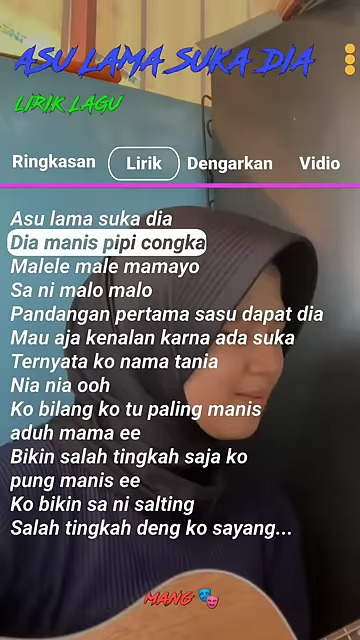 ASU LAMA SUKA DIA
LIRIK LAGU
Ringkasan Lirik Dengarkan Vidio
Asu lama suka dia
Dia manis pipi congka
Malele male mamayo
Sa ni malo malo
Pandangan pertama sasu dapat dia
Mau aja kenalan karna ada suka
Ternyata ko nama tania
Nia nia ooh
Ko bilang ko tu paling manis
aduh mama ee
Bikin salah tingkah saja ko
pung manis ee
Ko bikin sa ni salting
Salah tingkah deng ko sayang...
MANG